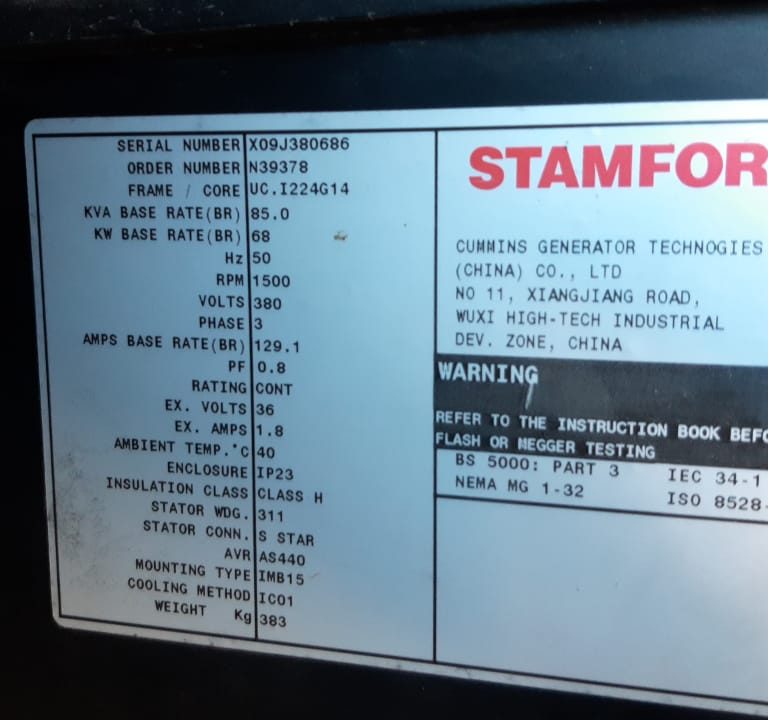 SERIAL NUMBER X09J380686
ORDER NUMBER N39378
FRAME / CORE UC.I224G14
KVA BASE RATE(BR) 85.0
KW BASE RATE(BR) 68
Hz 50
RPM 1500
VOLTS 380
PHASE 3
AMPS BASE RATE(BR) 129.1
PF 0.8
RATING CONT
EX. VOLTS 36
EX. AMPS 1.8
AMBIENT TEMP.°C 40
ENCLOSURE IP23
INSULATION CLASS CLASS H
STATOR WDG. 311
STATOR CONN. S STAR
AVR AS440
MOUNTING TYPE IMB15
COOLING METHOD IC01
WEIGHT Kg 383
STAMFOR
CUMMINS GENERATOR TECHNOGIES
(CHINA) CO., LTD
NO 11, XIANGJIANG ROAD,
WUXI HIGH-TECH INDUSTRIAL
DEV. ZONE, CHINA
WARNING
REFER TO THE INSTRUCTION BOOK BEFO
FLASH OR MEGGER TESTING
BS 5000: PART 3 IEC 34-1
NEMA MG 1-32 ISO 8528-